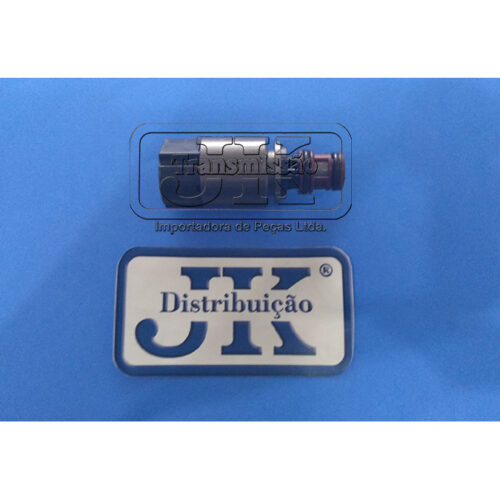 JK
Transmissão
Importadora de Peças Ltda.
JK®
Distribuição